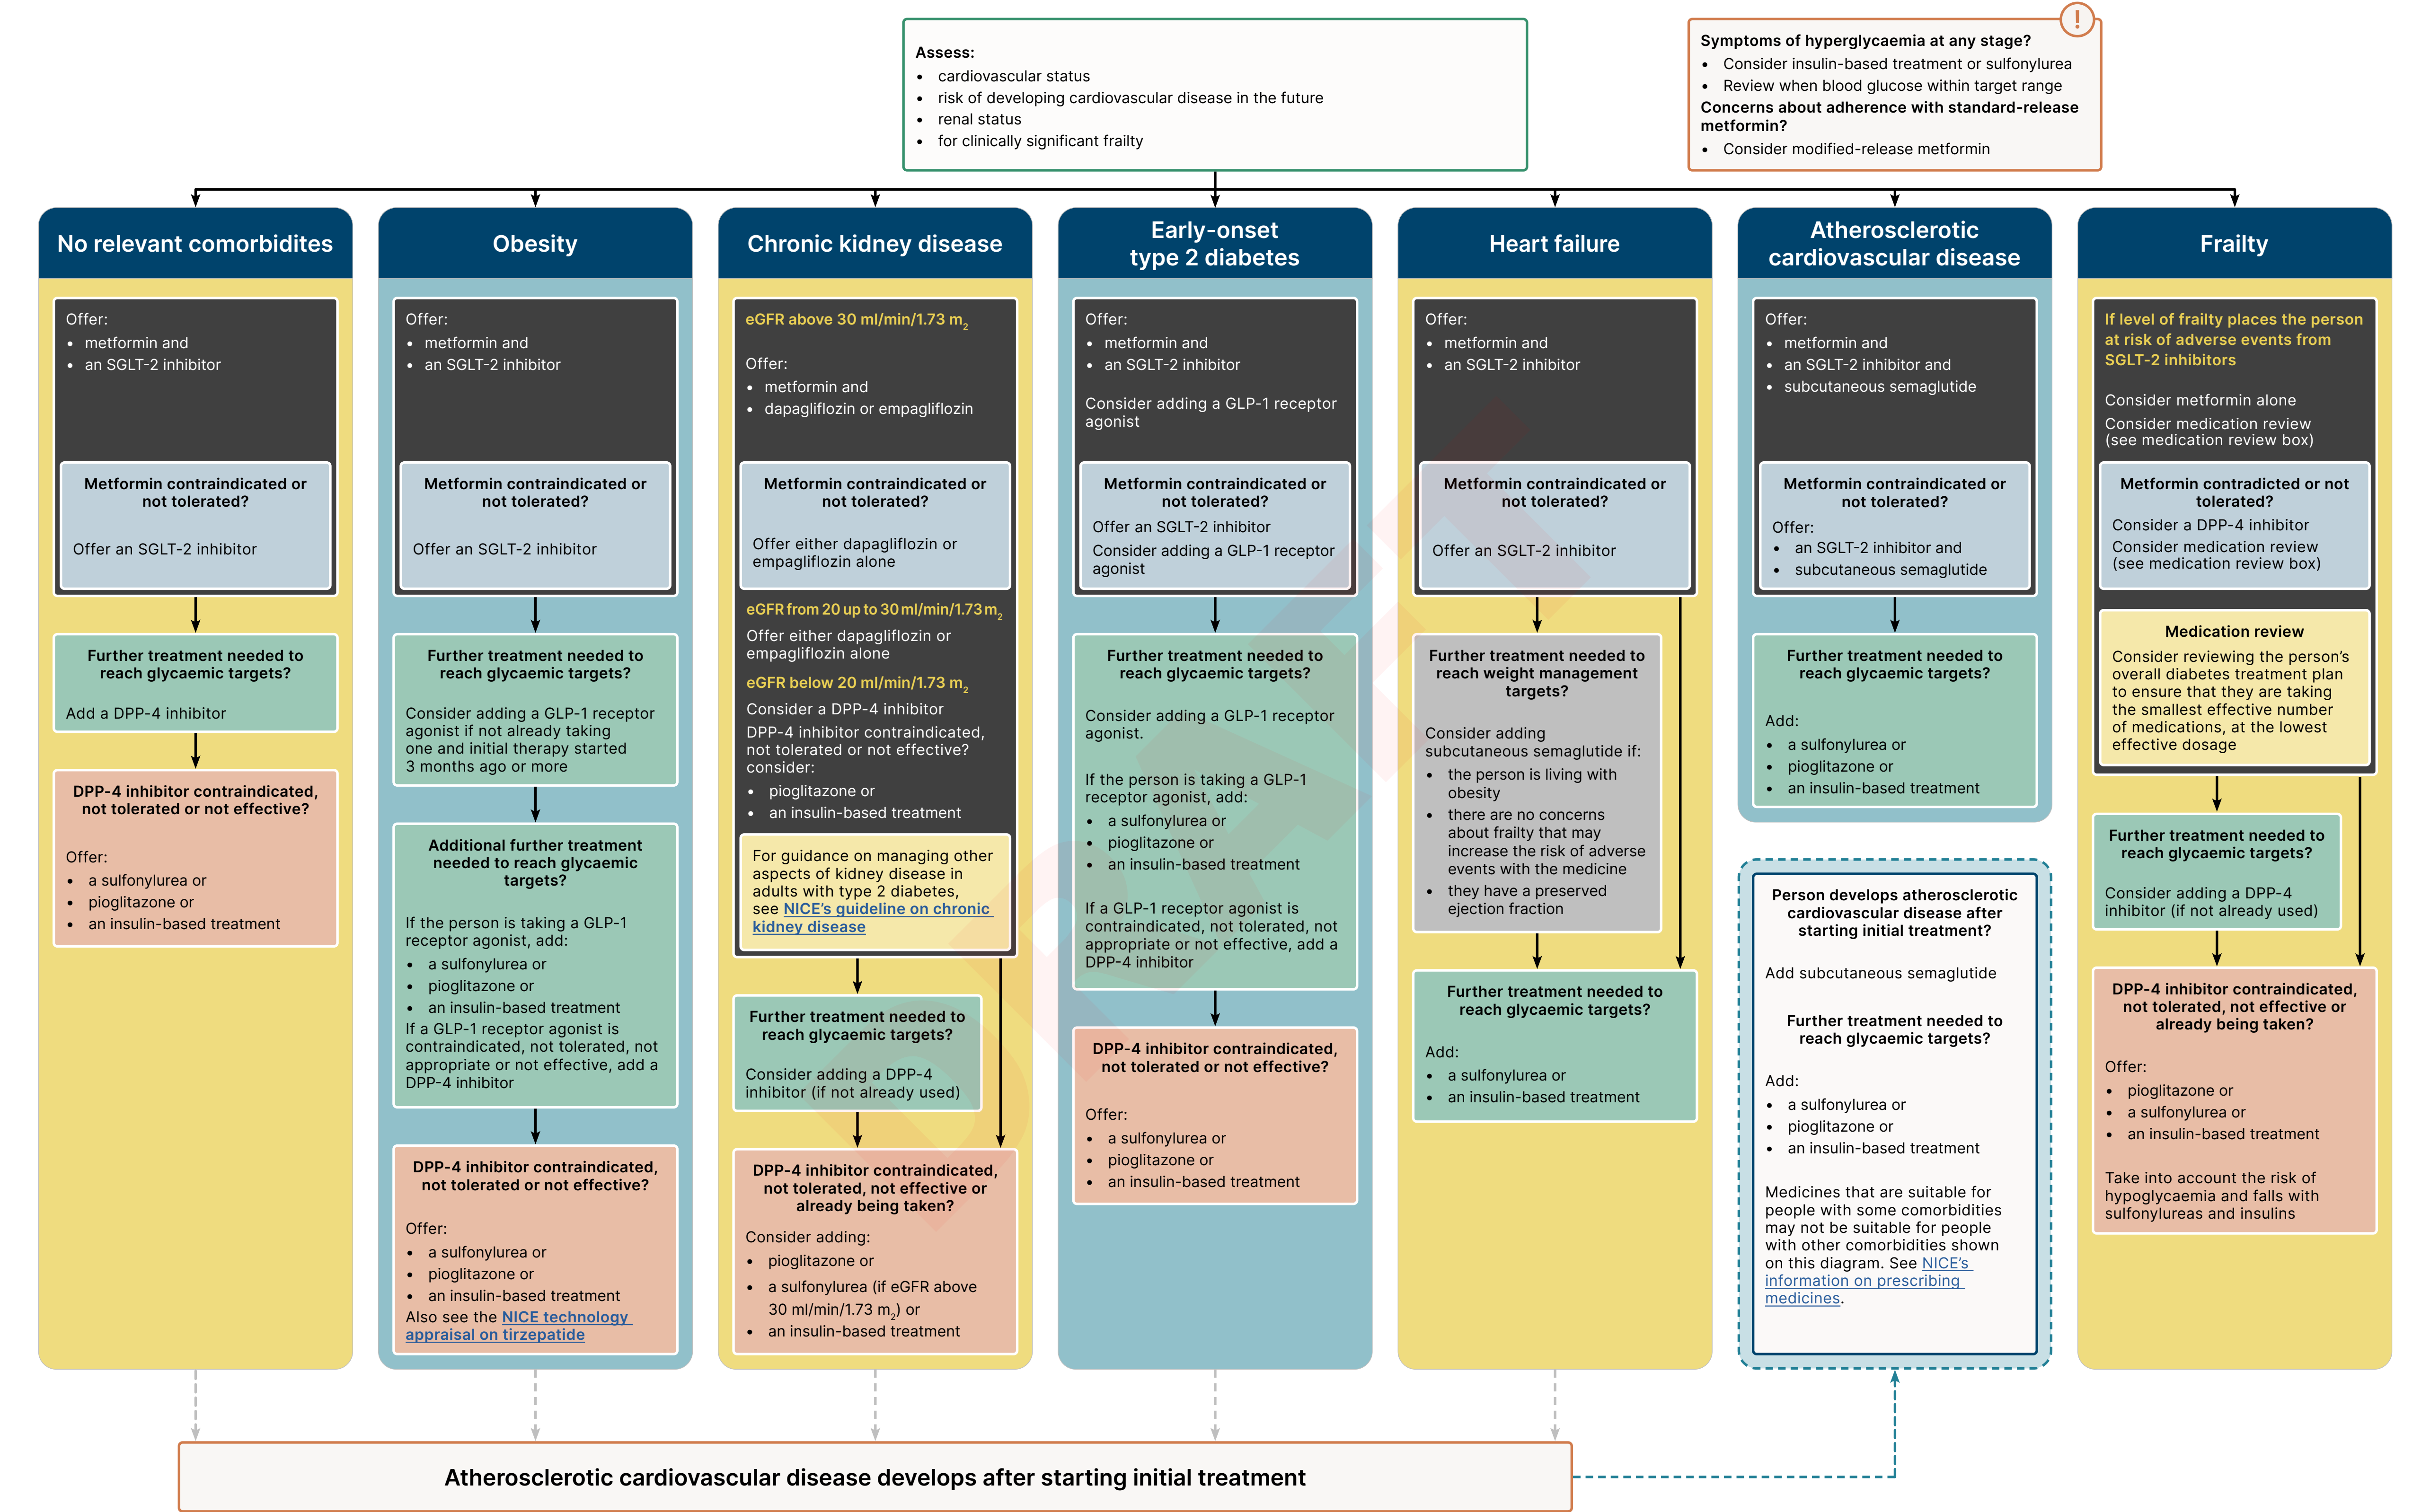 Assess:
• cardiovascular status
• risk of developing cardiovascular disease in the future
• renal status
• for clinically significant frailty
!
Symptoms of hyperglycaemia at any stage?
• Consider insulin-based treatment or sulfonylurea
• Review when blood glucose within target range
Concerns about adherence with standard-release
metformin?
• Consider modified-release metformin
No relevant comorbidites
Offer:
• metformin and
• an SGLT-2 inhibitor
Metformin contraindicated or
not tolerated?
Offer an SGLT-2 inhibitor
Further treatment needed to
reach glycaemic targets?
Add a DPP-4 inhibitor
DPP-4 inhibitor contraindicated,
not tolerated or not effective?
Offer:
• a sulfonylurea or
• pioglitazone or
• an insulin-based treatment
Obesity
Offer:
• metformin and
• an SGLT-2 inhibitor
Metformin contraindicated or
not tolerated?
Offer an SGLT-2 inhibitor
Further treatment needed to
reach glycaemic targets?
Consider adding a GLP-1 receptor
agonist if not already taking
one and initial therapy started
3 months ago or more
Additional further treatment
needed to reach glycaemic
targets?
If the person is taking a GLP-1
receptor agonist, add:
• a sulfonylurea or
• pioglitazone or
• an insulin-based treatment
If a GLP-1 receptor agonist is
contraindicated, not tolerated, not
appropriate or not effective, add a
DPP-4 inhibitor
DPP-4 inhibitor contraindicated,
not tolerated or not effective?
Offer:
• a sulfonylurea or
• pioglitazone or
• an insulin-based treatment
Also see the NICE technology
appraisal on tirzepatide
Chronic kidney disease
eGFR above 30 ml/min/1.73 m₂
Offer:
• metformin and
• dapagliflozin or empagliflozin
Metformin contraindicated or
not tolerated?
Offer either dapagliflozin or
empagliflozin alone
eGFR from 20 up to 30 ml/min/1.73 m₂
Offer either dapagliflozin or
empagliflozin alone
eGFR below 20 ml/min/1.73 m₂
Consider a DPP-4 inhibitor
DPP-4 inhibitor contraindicated,
not tolerated or not effective?
consider:
• pioglitazone or
• an insulin-based treatment
For guidance on managing other
aspects of kidney disease in
adults with type 2 diabetes,
see NICE’s guideline on chronic
kidney disease
Further treatment needed to
reach glycaemic targets?
Consider adding a DPP-4
inhibitor (if not already used)
DPP-4 inhibitor contraindicated,
not tolerated, not effective or
already being taken?
Consider adding:
• pioglitazone or
• a sulfonylurea (if eGFR above
30 ml/min/1.73 m₂) or
• an insulin-based treatment
Early-onset
type 2 diabetes
Offer:
• metformin and
• an SGLT-2 inhibitor
Consider adding a GLP-1 receptor
agonist
Metformin contraindicated or
not tolerated?
Offer an SGLT-2 inhibitor
Consider adding a GLP-1 receptor
agonist
Further treatment needed to
reach glycaemic targets?
Consider adding a GLP-1 receptor
agonist.
If the person is taking a GLP-1
receptor agonist, add:
• a sulfonylurea or
• pioglitazone or
• an insulin-based treatment
If a GLP-1 receptor agonist is
contraindicated, not tolerated, not
appropriate or not effective, add a
DPP-4 inhibitor
DPP-4 inhibitor contraindicated,
not tolerated or not effective?
Offer:
• a sulfonylurea or
• pioglitazone or
• an insulin-based treatment
Heart failure
Offer:
• metformin and
• an SGLT-2 inhibitor
Metformin contraindicated or
not tolerated?
Offer an SGLT-2 inhibitor
Further treatment needed to
reach weight management
targets?
Consider adding
subcutaneous semaglutide if:
• the person is living with
obesity
• there are no concerns
about frailty that may
increase the risk of adverse
events with the medicine
• they have a preserved
ejection fraction
Further treatment needed to
reach glycaemic targets?
Add:
• a sulfonylurea or
• an insulin-based treatment
Atherosclerotic
cardiovascular disease
Offer:
• metformin and
• an SGLT-2 inhibitor and
• subcutaneous semaglutide
Metformin contraindicated or
not tolerated?
Offer:
• an SGLT-2 inhibitor and
• subcutaneous semaglutide
Further treatment needed to
reach glycaemic targets?
Add:
• a sulfonylurea or
• pioglitazone or
• an insulin-based treatment
Person develops atherosclerotic
cardiovascular disease after
starting initial treatment?
Add subcutaneous semaglutide
Further treatment needed to
reach glycaemic targets?
Add:
• a sulfonylurea or
• pioglitazone or
• an insulin-based treatment
Medicines that are suitable for
people with some comorbidities
may not be suitable for people
with other comorbidities shown
on this diagram. See NICE’s
information on prescribing
medicines.
Frailty
If level of frailty places the person
at risk of adverse events from
SGLT-2 inhibitors
Consider metformin alone
Consider medication review
(see medication review box)
Metformin contradicted or not
tolerated?
Consider a DPP-4 inhibitor
Consider medication review
(see medication review box)
Medication review
Consider reviewing the person’s
overall diabetes treatment plan
to ensure that they are taking
the smallest effective number
of medications, at the lowest
effective dosage
Further treatment needed to
reach glycaemic targets?
Consider adding a DPP-4
inhibitor (if not already used)
DPP-4 inhibitor contraindicated,
not tolerated, not effective or
already being taken?
Offer:
• pioglitazone or
• a sulfonylurea or
• an insulin-based treatment
Take into account the risk of
hypoglycaemia and falls with
sulfonylureas and insulins
Atherosclerotic cardiovascular disease develops after starting initial treatment
DRAFT